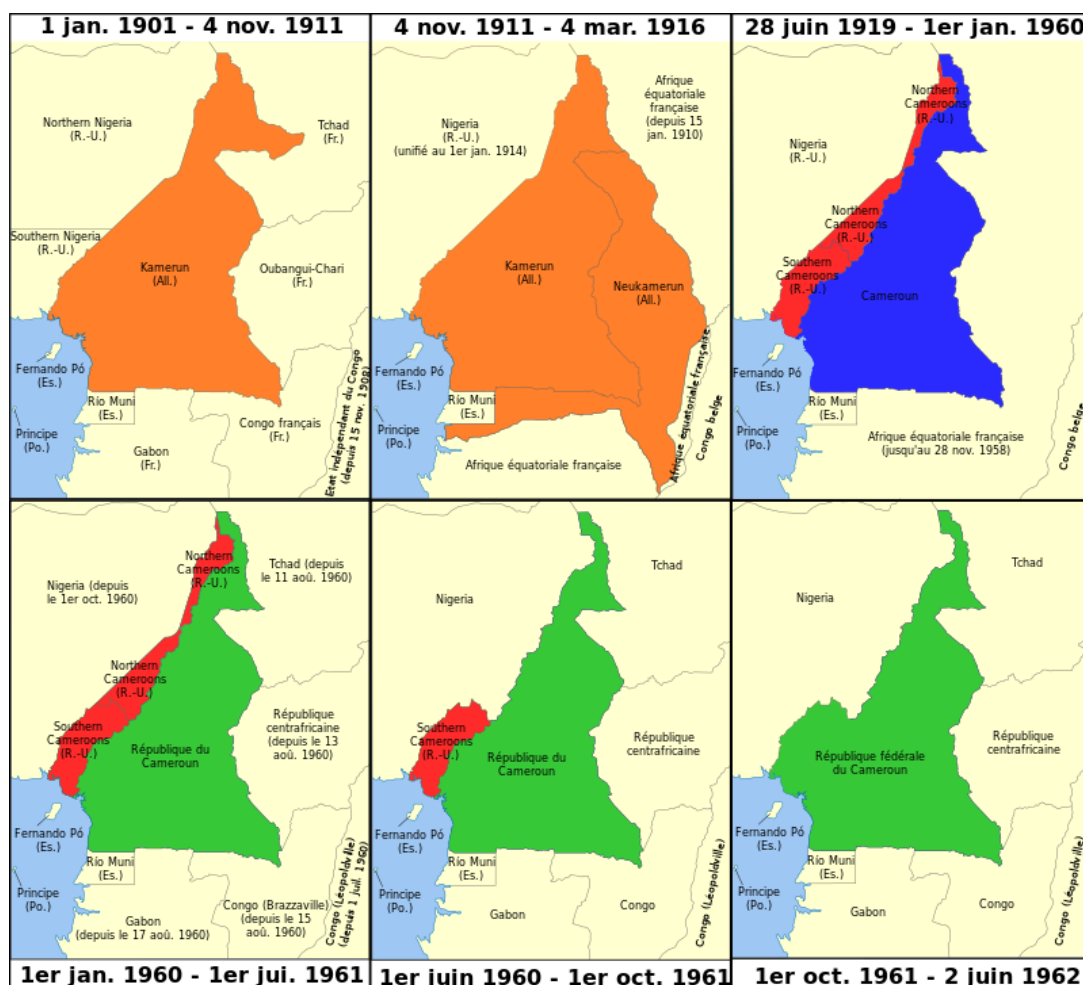 1 jan. 1901 - 4 nov. 1911
Northern Nigeria
(R.-U.)
Tchad
(Fr.)
Southern Nigeria
(R.-U.)
Kamerun
(All.)
Oubangui-Chari
(Fr.)
Fernando Pó
(Es.)
Río Muni
(Es.)
Principe
(Po.)
Gabon
(Fr.)
Congo français
(Fr.)
Etat indépendant du Congo
(depuis 15 nov. 1908)
4 nov. 1911 - 4 mar. 1916
Nigeria
(R.-U.)
(unifié au 1er jan. 1914)
Afrique
équatoriale
française
(depuis 15
jan. 1910)
Kamerun
(All.)
Neukamerun
(All.)
Fernando Pó
(Es.)
Río Muni
(Es.)
Principe
(Po.)
Afrique équatoriale française
Afrique équatoriale française
Congo belge
28 juin 1919 - 1er jan. 1960
Northern
Cameroons
(R.-U.)
Nigeria
(R.-U.)
Northern
Cameroons
(R.-U.)
Southern
Cameroons
(R.-U.)
Cameroun
Fernando Pó
(Es.)
Río Muni
(Es.)
Principe
(Po.)
Afrique équatoriale française
(jusqu'au 28 nov. 1958)
Congo belge
Northern
Cameroons
(R.-U.)
Nigeria (depuis
le 1er oct. 1960)
Tchad (depuis
le 11 aoû. 1960)
Northern
Cameroons
(R.-U.)
Southern
Cameroons
(R.-U.)
République du
Cameroun
République
centrafricaine
(depuis le 13
aoû. 1960)
Fernando Pó
(Es.)
Río Muni
(Es.)
Principe
(Po.)
Gabon
(depuis le 17 aoû. 1960)
Congo (Brazzaville)
(depuis le 15
aoû. 1960)
Congo (Léopoldville)
(depuis 1 juil. 1960)
1er jan. 1960 - 1er jui. 1961
Nigeria
Tchad
Southern
Cameroons
(R.-U.)
République du
Cameroun
République
centrafricaine
Fernando Pó
(Es.)
Río Muni
(Es.)
Principe
(Po.)
Gabon
Congo
Congo (Léopoldville)
1er juin 1960 - 1er oct. 1961
Nigeria
Tchad
République fédérale
du Cameroun
République
centrafricaine
Fernando Pó
(Es.)
Río Muni
(Es.)
Principe
(Po.)
Gabon
Congo
Congo (Léopoldville)
1er oct. 1961 - 2 juin 1962